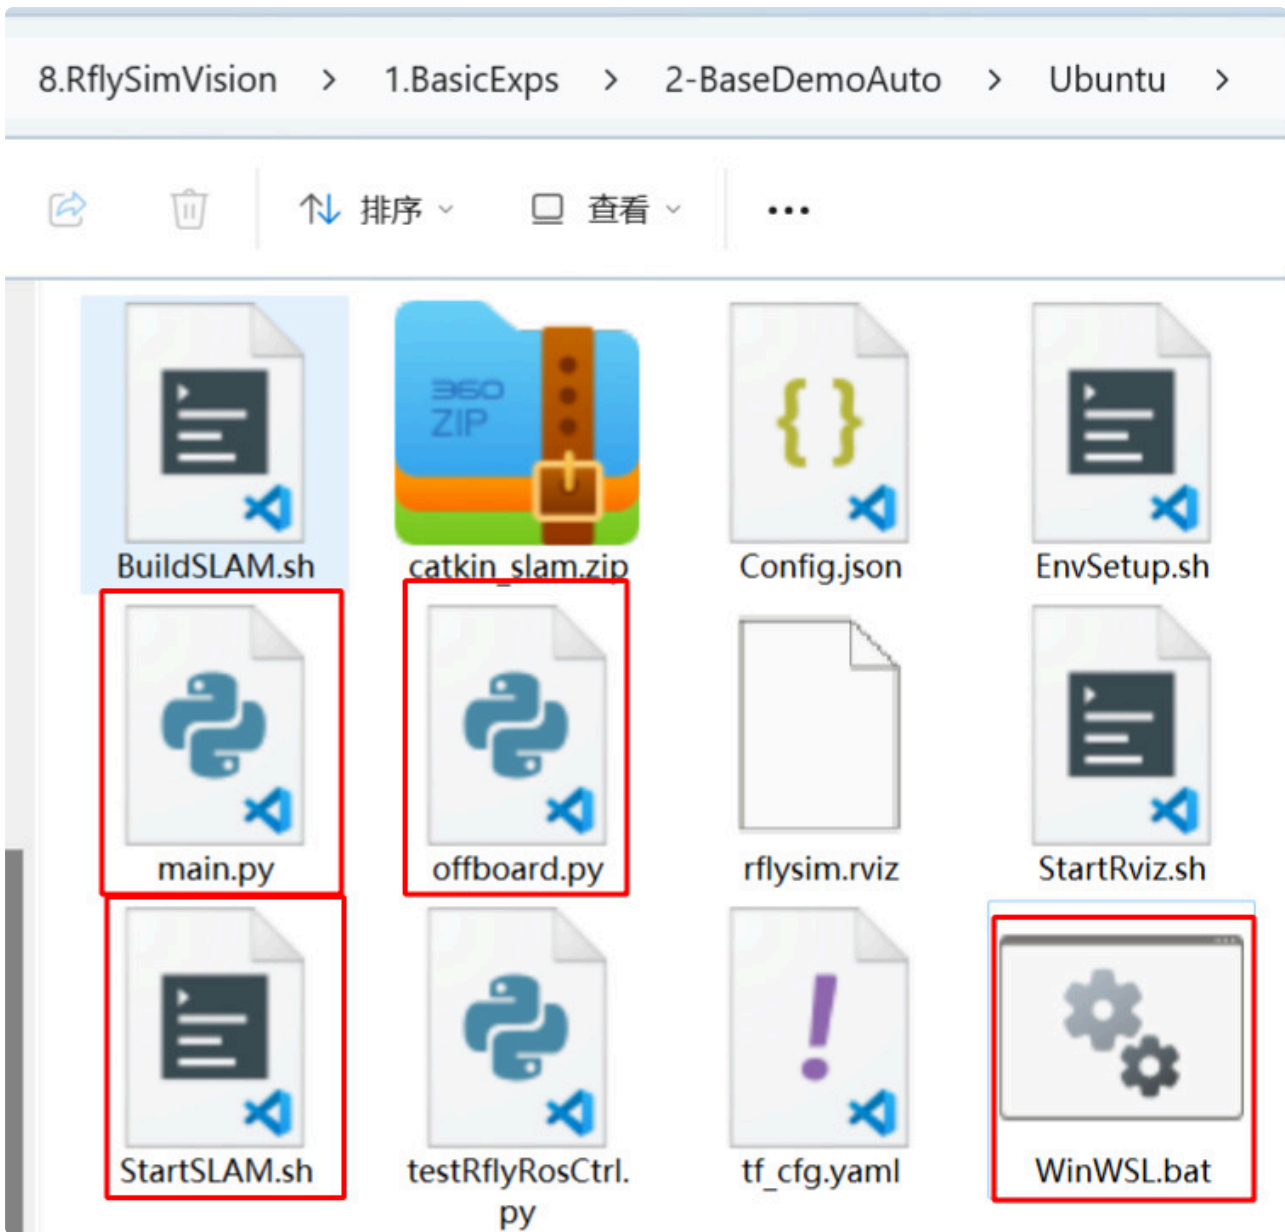 8.RflySimVision > 1.BasicExps > 2-BaseDemoAuto > Ubuntu >
排序 查看 •••
360
ZIP
BuildSLAM.sh catkin_slam.zip Config.json EnvSetup.sh
main.py offboard.py rflysim.rviz StartRviz.sh
StartSLAM.sh testRflyRosCtrl. tf_cfg.yaml WinWSL.bat
py